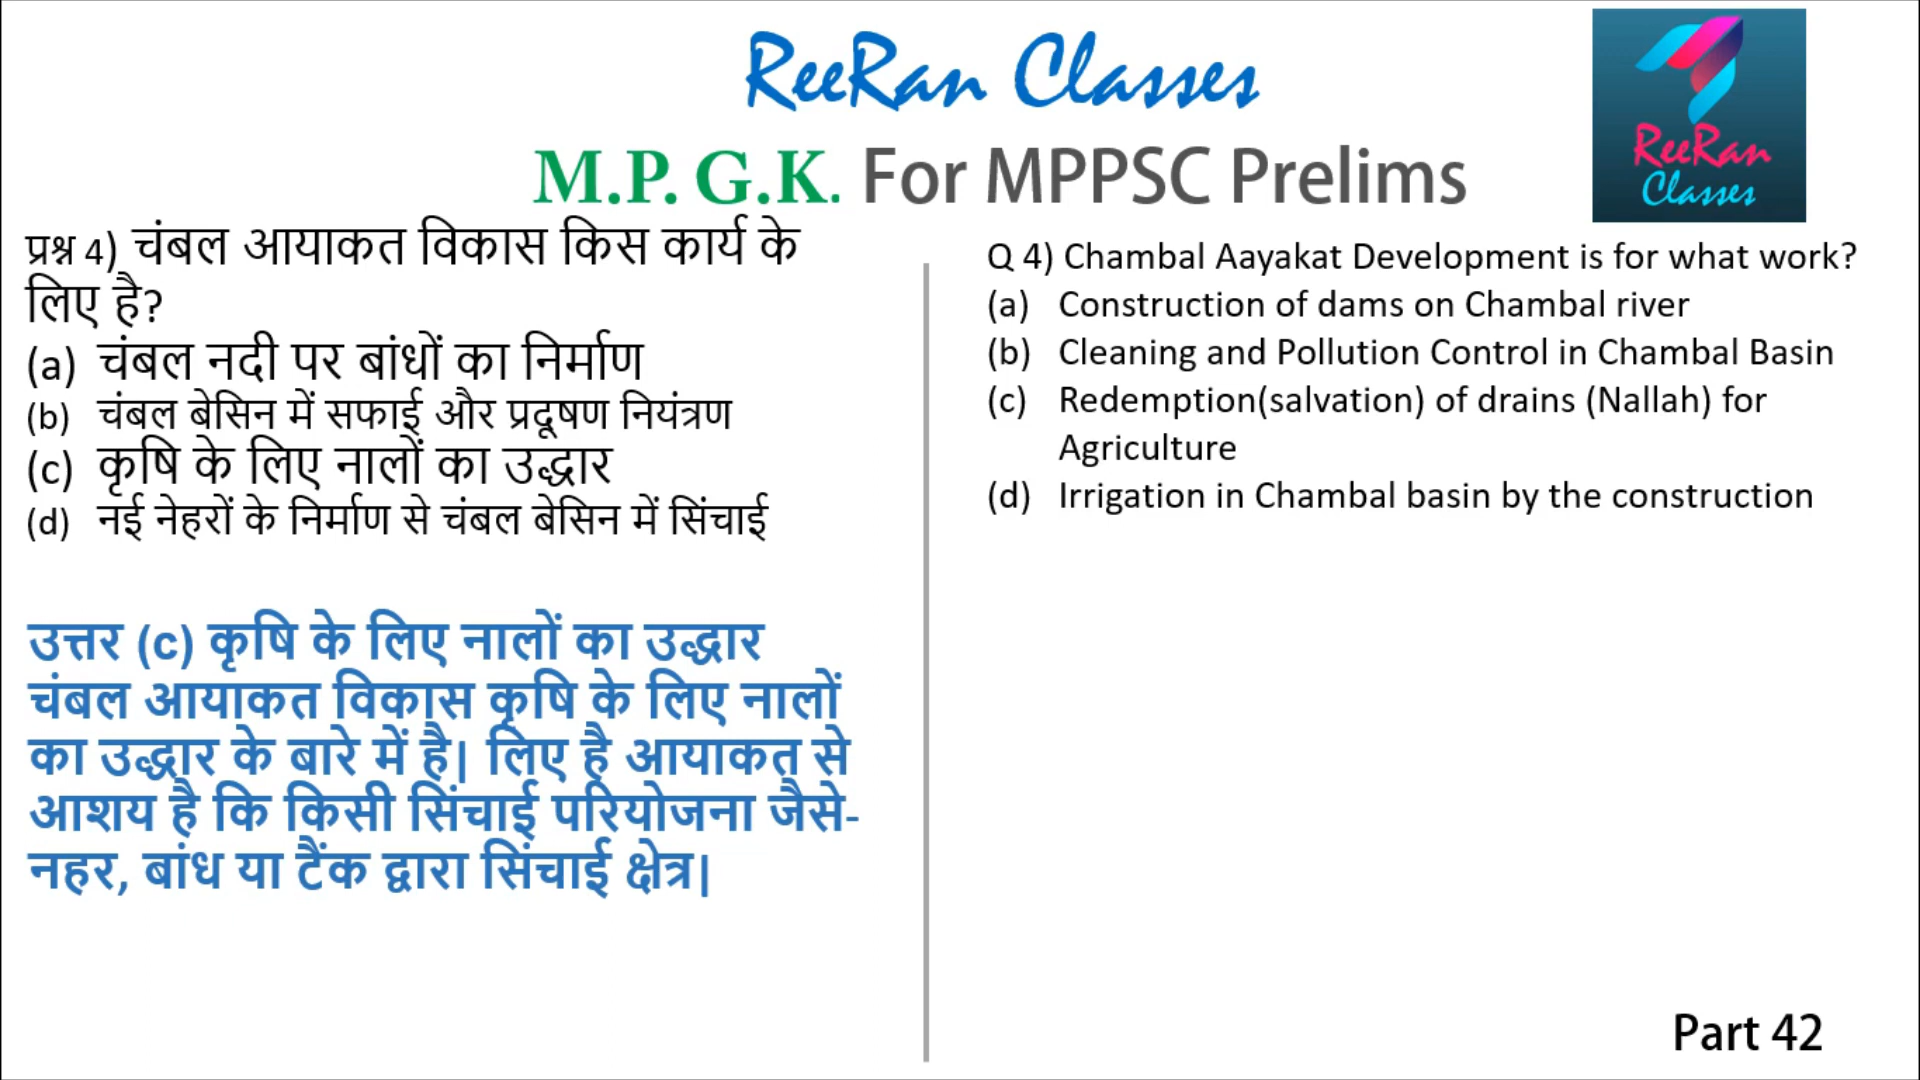 ReeRan Classes
ReeRan
Classes
M.P. G.K. For MPPSC Prelims
प्रश्न 4) चंबल आयाकत विकास किस कार्य के
लिए है?
(a) चंबल नदी पर बांधों का निर्माण
(b) चंबल बेसिन में सफाई और प्रदूषण नियंत्रण
(c) कृषि के लिए नालों का उद्धार
(d) नई नेहरों के निर्माण से चंबल बेसिन में सिंचाई
उत्तर (c) कृषि के लिए नालों का उद्धार
चंबल आयाकत विकास कृषि के लिए नालों
का उद्धार के बारे में है| लिए है आयाकत से
आशय है कि किसी सिंचाई परियोजना जैसे-
नहर, बांध या टैंक द्वारा सिंचाई क्षेत्र|
Q 4) Chambal Aayakat Development is for what work?
(a) Construction of dams on Chambal river
(b) Cleaning and Pollution Control in Chambal Basin
(c) Redemption(salvation) of drains (Nallah) for
Agriculture
(d) Irrigation in Chambal basin by the construction
Part 42